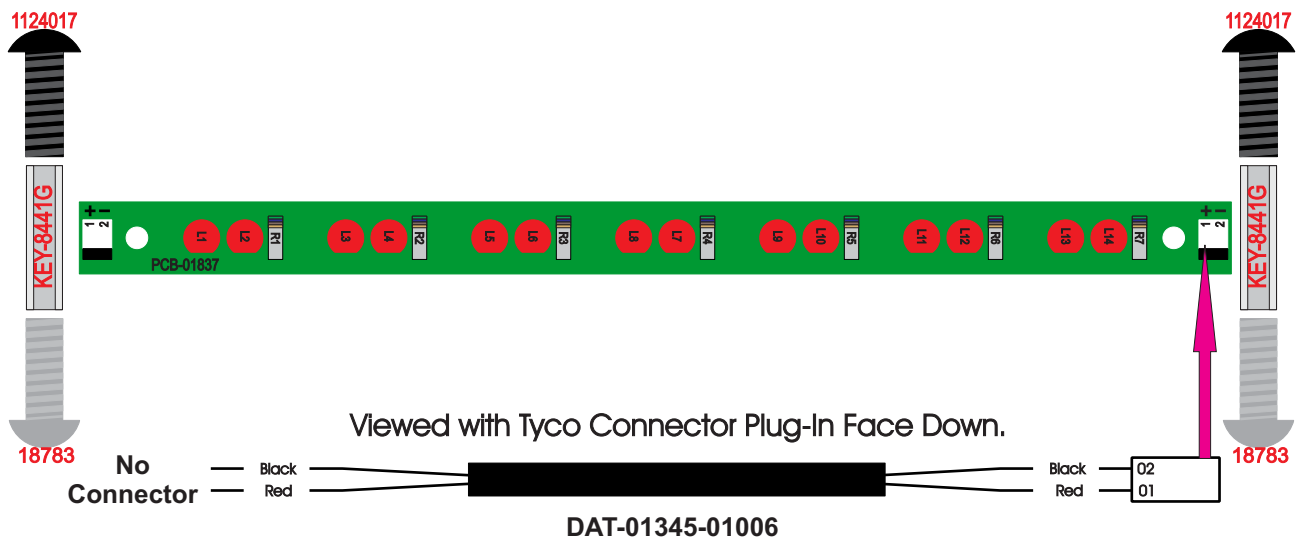 1124017
1124017
KEY-8441G
+ –
1 2
L1 L2 R1 L3 L4 R2 L5 L6 R3 L8 L7 R4 L9 L10 R5 L11 L12 R6 L13 L14 R7
+ –
1 2
KEY-8441G
PCB-01837
Viewed with Tyco Connector Plug-In Face Down.
18783
18783
No
Connector
Black
Red
Black
Red
02
01
DAT-01345-01006